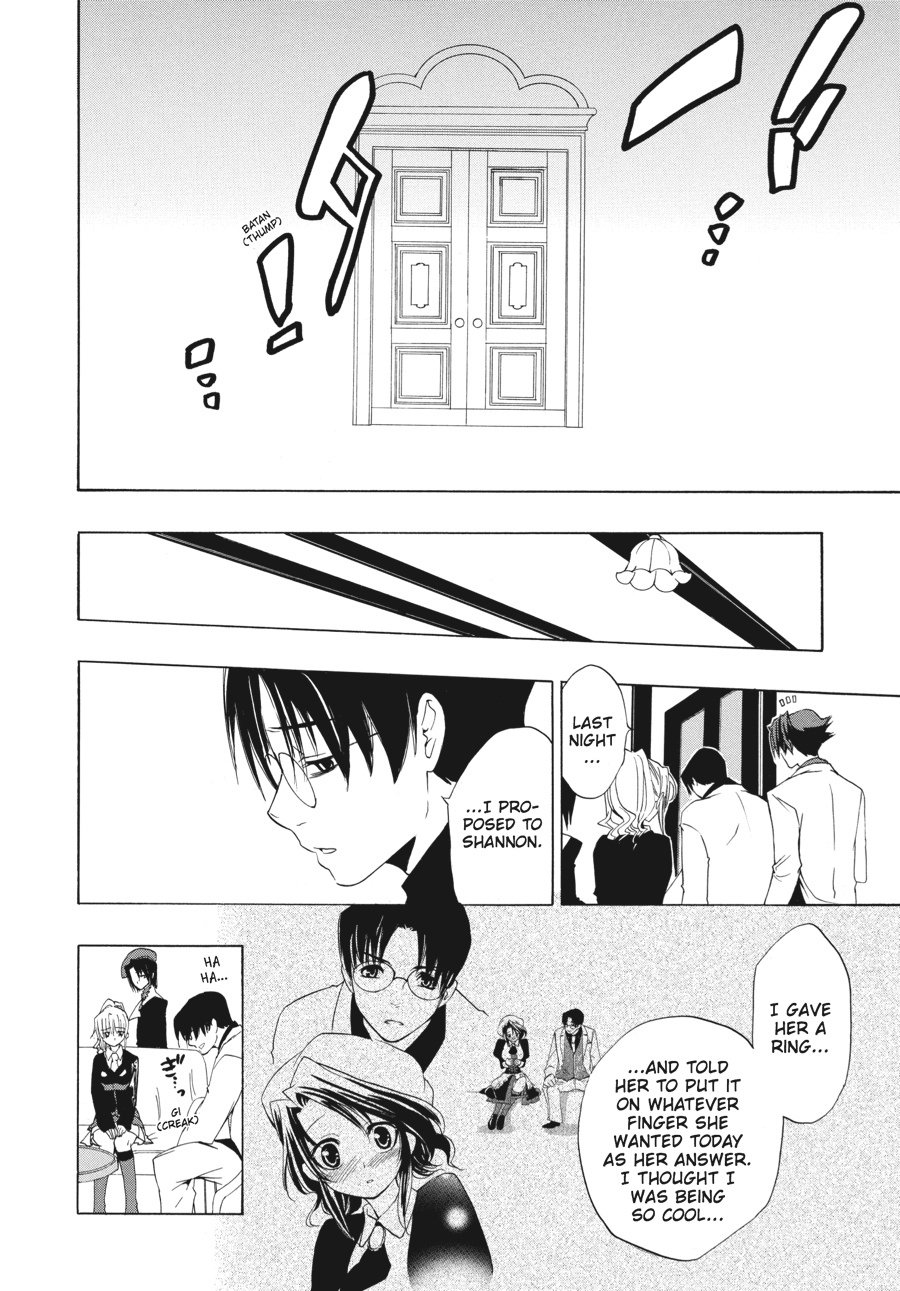 BATAN
(THUMP)
LAST
NIGHT
...
...I PRO-
POSED TO
SHANNON.
I GAVE
HER A
RING...
...AND TOLD
HER TO PUT IT
ON WHATEVER
FINGER SHE
WANTED TODAY
AS HER ANSWER.
I THOUGHT I
WAS BEING
SO COOL...
HA
HA...
ギ…っ
GI
(CREAK)